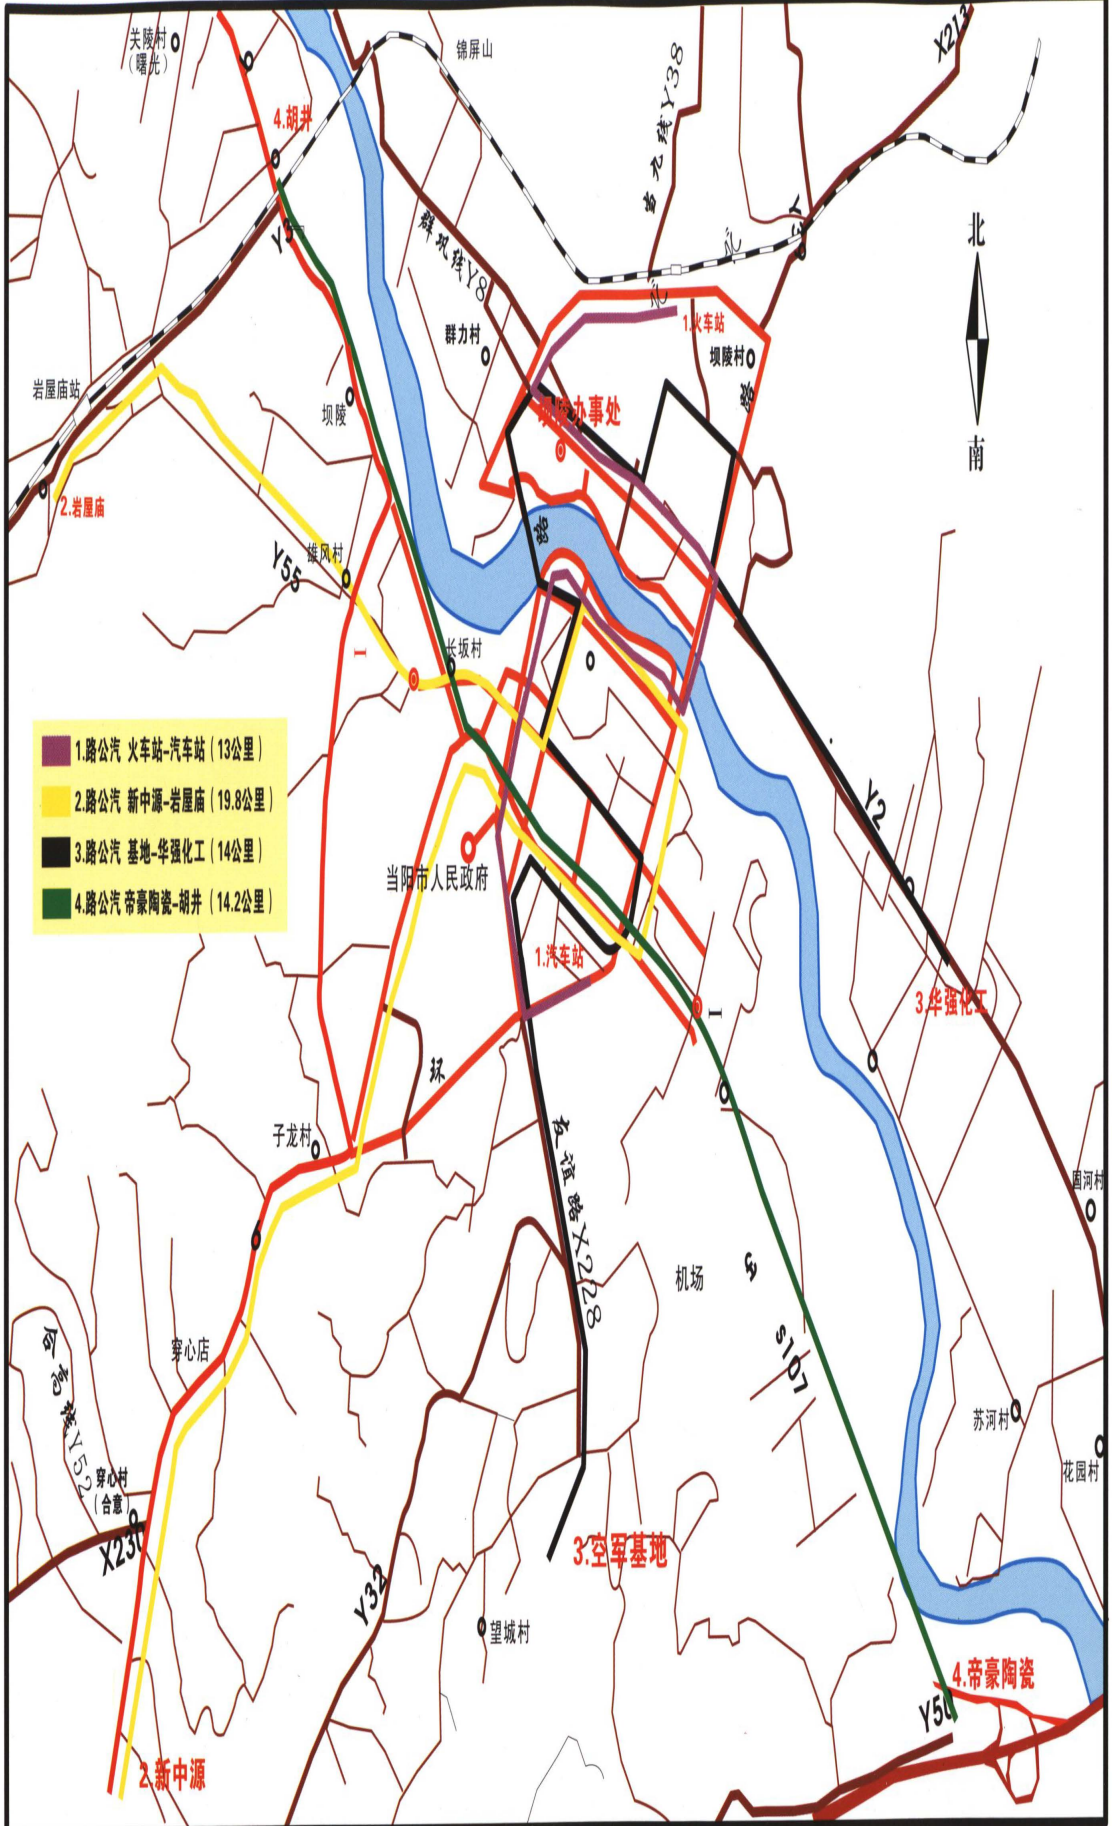 关陵村
（曙光）
锦屏山
X213
4.胡井
当九线Y38
Y3
群巩线Y8
北
南
1.火车站
群力村
坝陵村
路
岩屋庙站
坝陵
坝陵办事处
2.岩屋庙
路
Y55
雄风村
长坂村
1.路公汽 火车站-汽车站（13公里）
2.路公汽 新中源-岩屋庙（19.8公里）
3.路公汽 基地-华强化工（14公里）
4.路公汽 帝豪陶瓷-胡井（14.2公里）
Y2
当阳市人民政府
1.汽车站
3.华强化工
I
I
环
子龙村
友谊路X228
固河村
机场
S107
穿心店
合高线Y52
穿心村
（合意）
X230
苏河村
花园村
3.空军基地
Y32
望城村
4.帝豪陶瓷
Y50
2.新中源